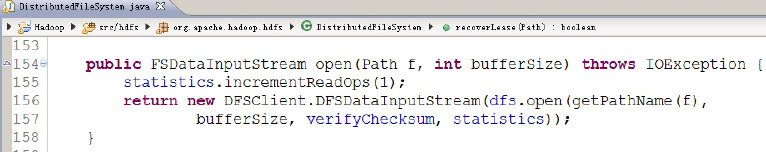 DistributedFileSystem.java
Hadoop src/hdfs org.apache.hadoop.hdfs DistributedFileSystem recoverLease(Path) : boolean
153
154 public FSDataInputStream open(Path f, int bufferSize) throws IOException {
155 statistics.incrementReadOps(1);
156 return new DFSClient.DFSDataInputStream(dfs.open(getPathName(f),
157 bufferSize, verifyChecksum, statistics));
158 }